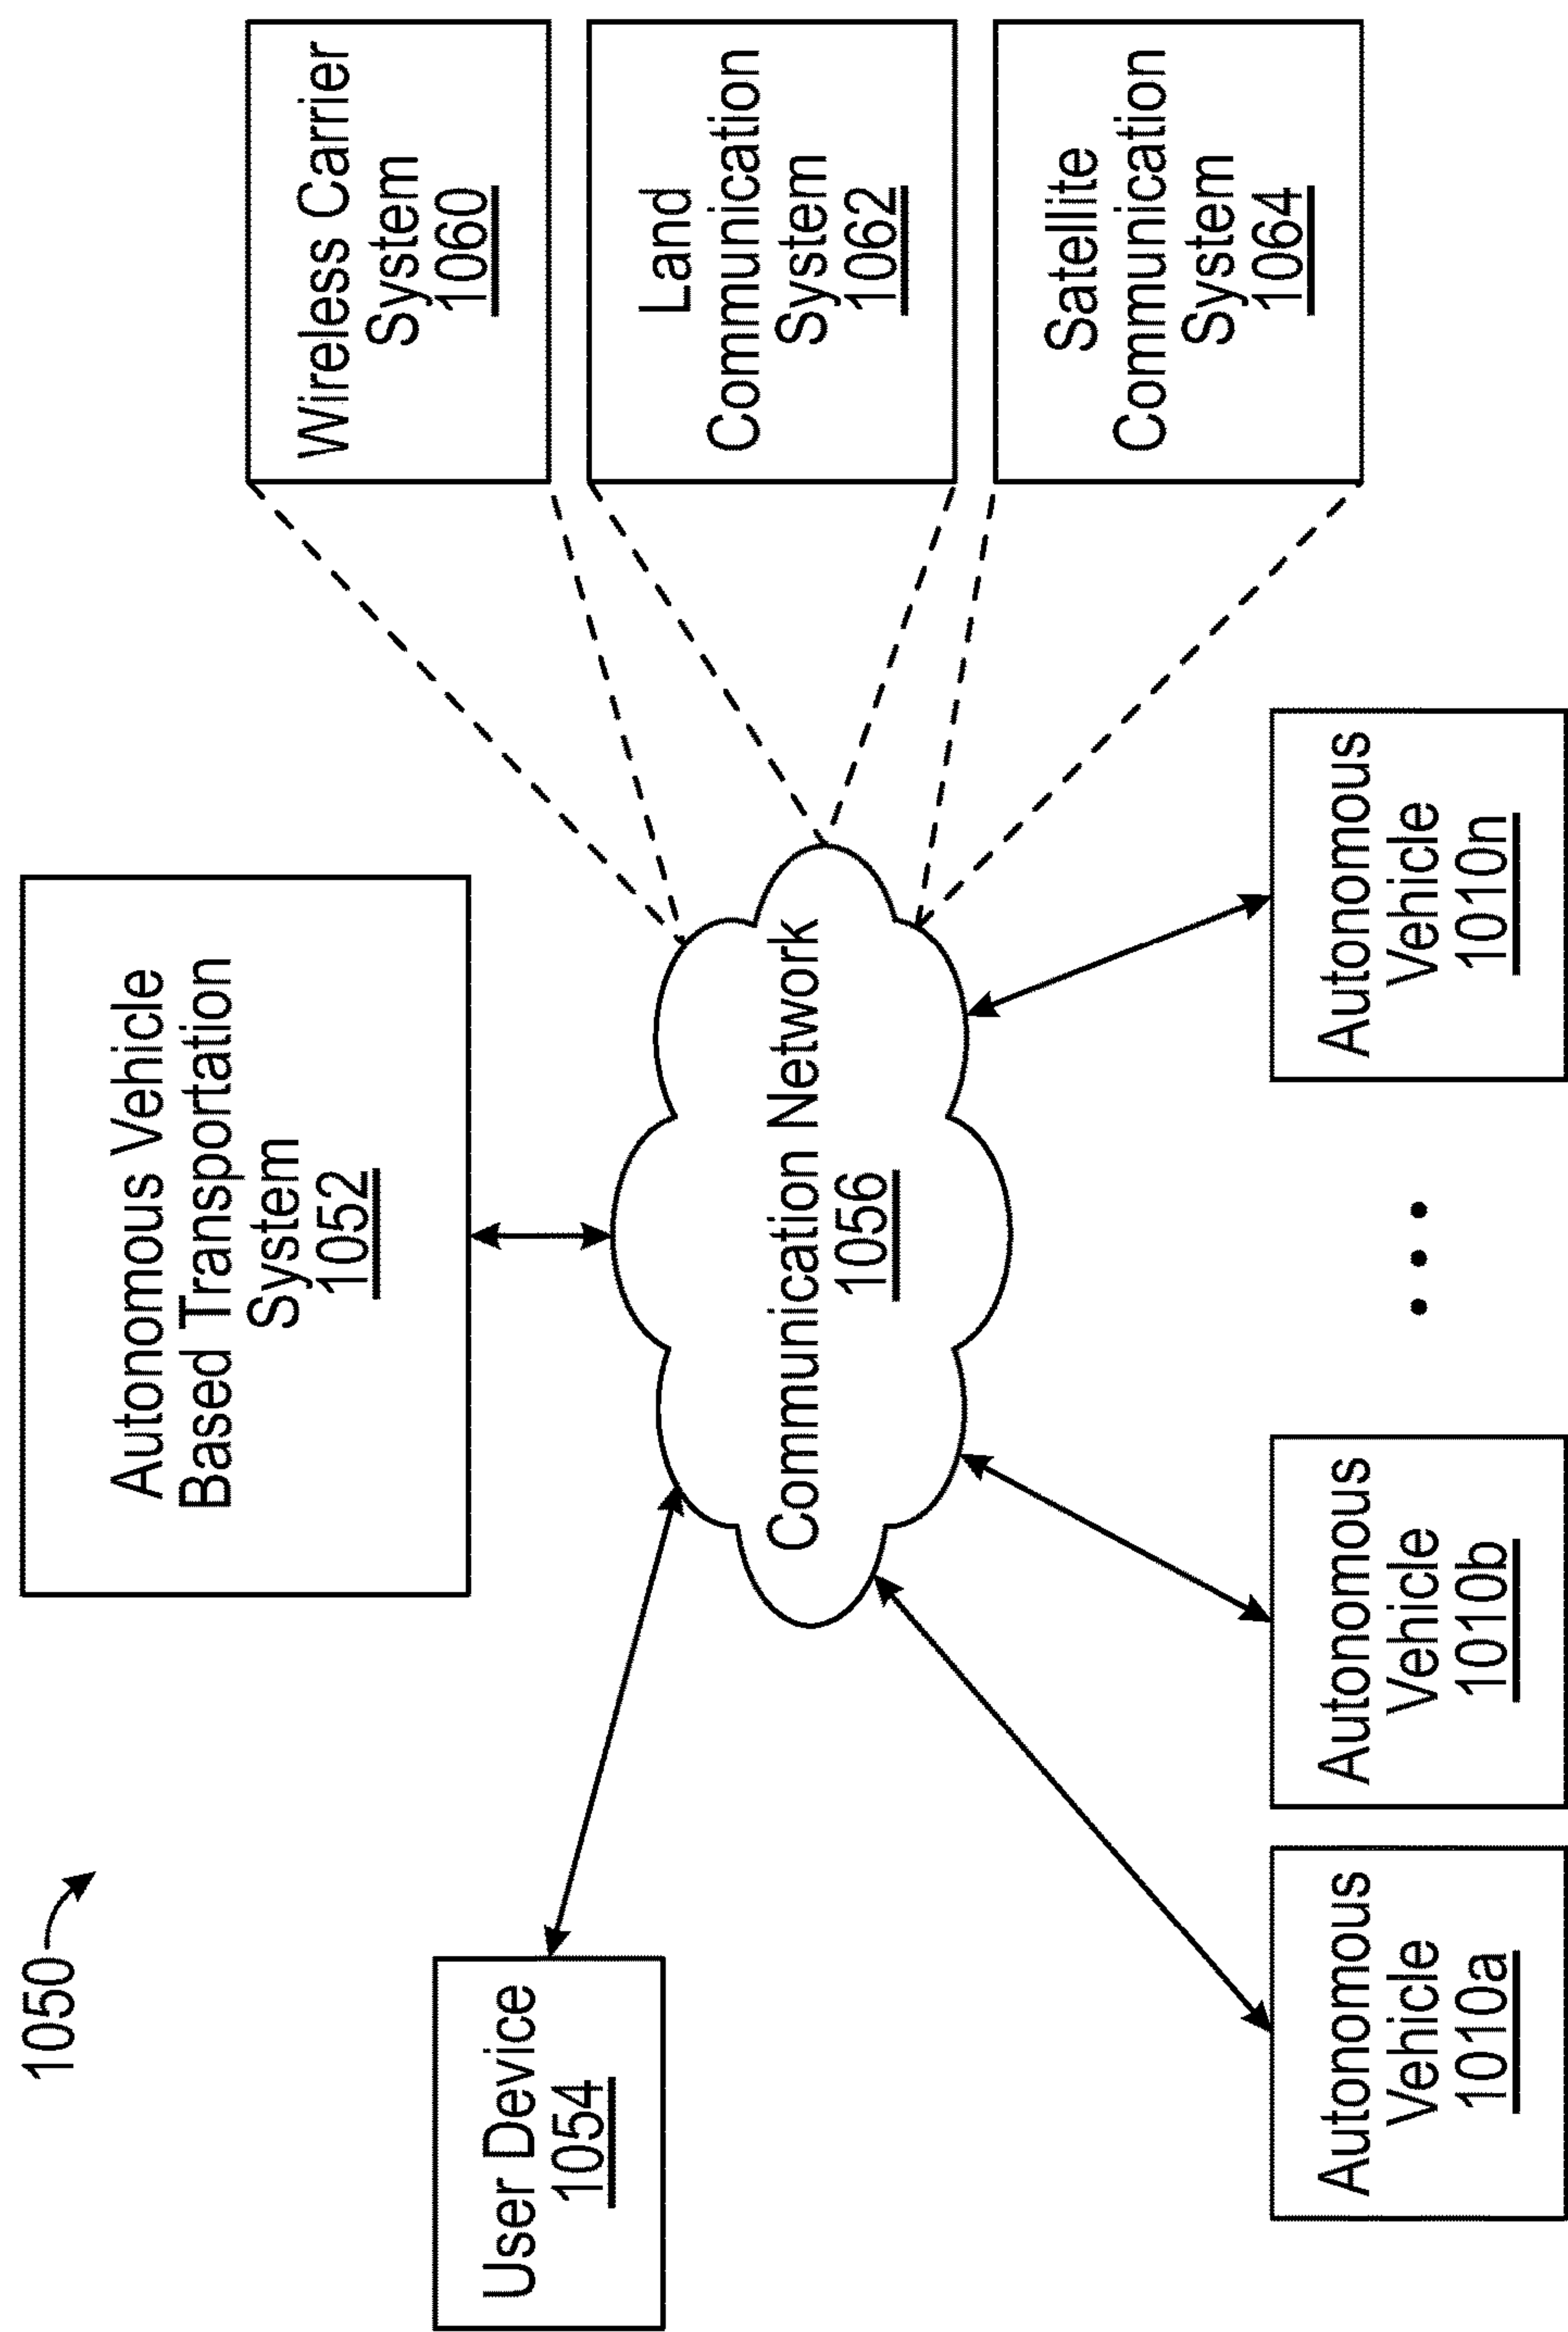 1050
Autonomous Vehicle
Based Transportation
System
1052
User Device
1054
Communication Network
1056
Wireless Carrier
System
1060
Land
Communication
System
1062
Satellite
Communication
System
1064
Autonomous
Vehicle
1010a
Autonomous
Vehicle
1010b
Autonomous
Vehicle
1010n